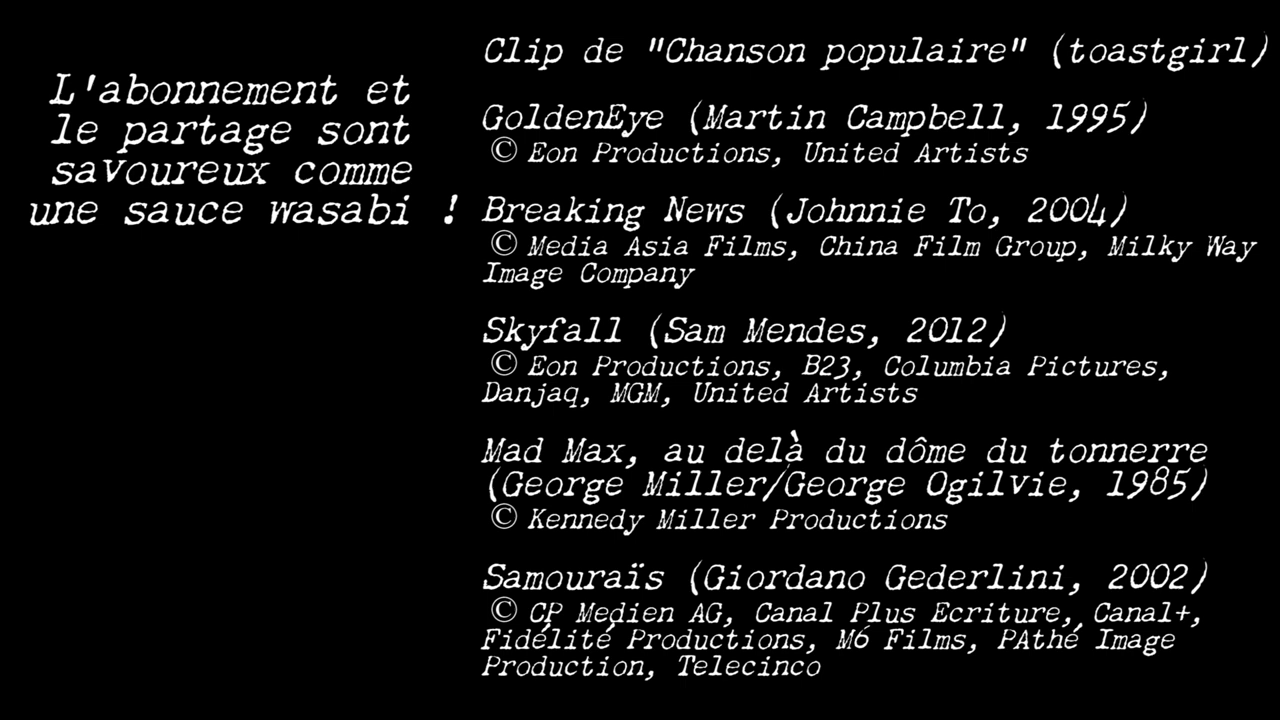 L'abonnement et
le partage sont
savoureux comme
une sauce wasabi !
Clip de "Chanson populaire" (toastgirl)
GoldenEye (Martin Campbell, 1995)
© Eon Productions, United Artists
Breaking News (Johnnie To, 2004)
© Media Asia Films, China Film Group, Milky Way
Image Company
Skyfall (Sam Mendes, 2012)
© Eon Productions, B23, Columbia Pictures,
Danjaq, MGM, United Artists
Mad Max, au delà du dôme du tonnerre
(George Miller/George Ogilvie, 1985)
© Kennedy Miller Productions
Samouraïs (Giordano Gederlini, 2002)
© CP Medien AG, Canal Plus Ecriture, Canal+,
Fidélité Productions, M6 Films, PAthé Image
Production, Telecinco